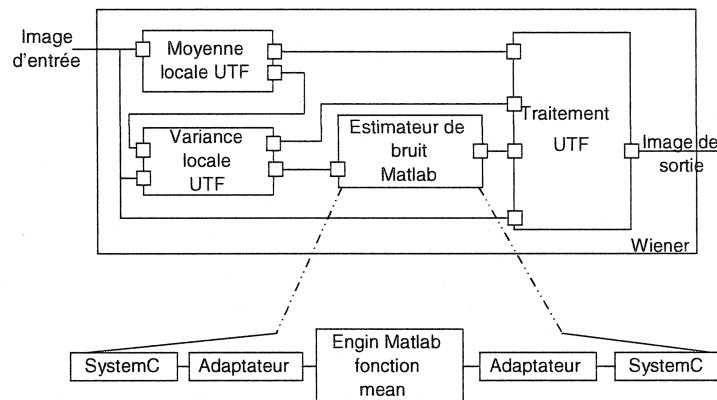 Image
d'entrée
Moyenne
locale UTF
Variance
locale
UTF
Estimateur de
bruit
Matlab
Traitement
UTF
Image de
sortie
Wiener
SystemC
Adaptateur
Engin Matlab
fonction
mean
Adaptateur
SystemC